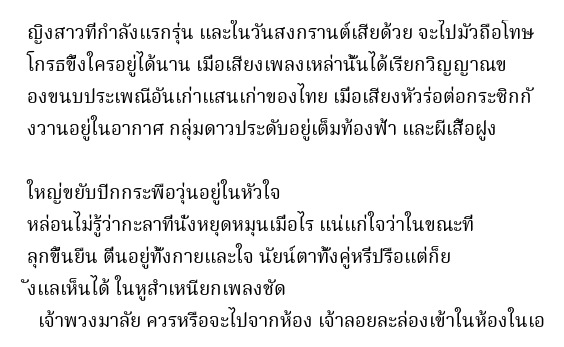 ญิงสาวที่กำลังแรกรุ่น และในวันสงกรานต์เสียด้วย จะไปมัวถือโทษ
โกรธขึ้งใครอยู่ได้นาน เมื่อเสียงเพลงเหล่านั้นได้เรียกวิญญาณข
องขนบประเพณีอันเก่าแสนเก่าของไทย เมื่อเสียงหัวร่อต่อกระซิกกั
งวานอยู่ในอากาศ กลุ่มดาวประดับอยู่เต็มท้องฟ้า และผีเสื้อฝูง
ใหญ่ขยับปีกกระพือวุ่นอยู่ในหัวใจ
หล่อนไม่รู้ว่ากะลาที่นั่งหยุดหมุนเมื่อไร แน่แก่ใจว่าในขณะที่
ลุกขึ้นยืน ตื่นอยู่ทั้งกายและใจ นัยน์ตาทั้งคู่หรี่ปรือแต่ก็ย
ังแลเห็นได้ ในหูสำเหนียกเพลงชัด
เจ้าพวงมาลัย ควรหรือจะไปจากห้อง เจ้าลอยละล่องเข้าในห้องในเอ